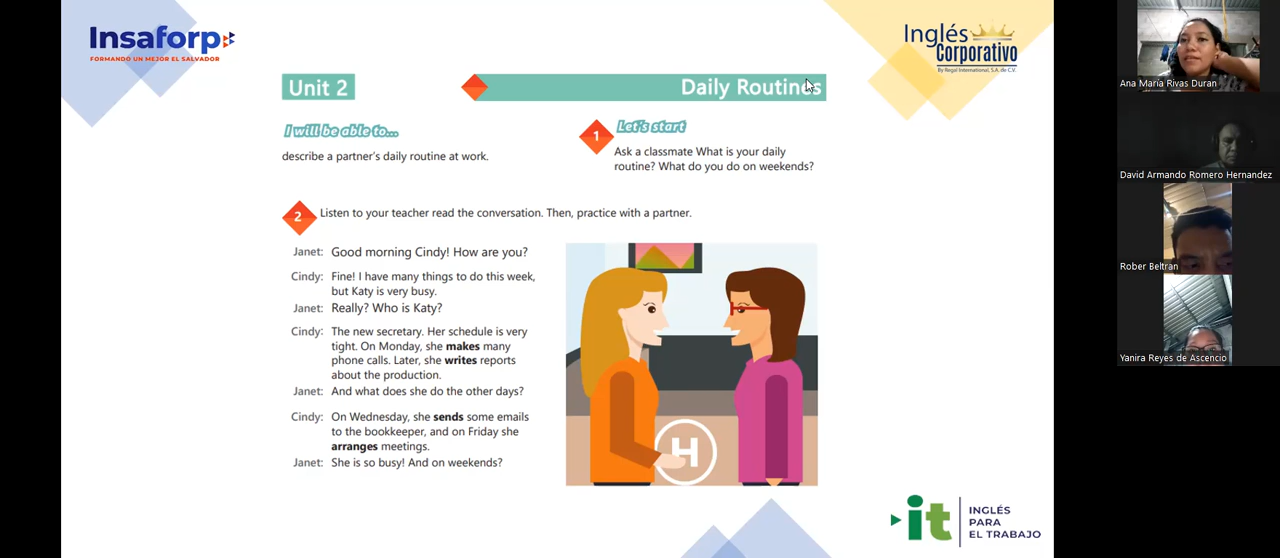 Insaforp
FORMANDO UN MEJOR EL SALVADOR
Inglés
Corporativo
By Regal International, S.A. de C.V.
Unit 2
Daily Routines
I will be able to...
describe a partner's daily routine at work.
1
Let's start
Ask a classmate What is your daily
routine? What do you do on weekends?
2
Listen to your teacher read the conversation. Then, practice with a partner.
Janet: Good morning Cindy! How are you?
Cindy: Fine! I have many things to do this week,
but Katy is very busy.
Janet: Really? Who is Katy?
Cindy: The new secretary. Her schedule is very
tight. On Monday, she makes many
phone calls. Later, she writes reports
about the production.
Janet: And what does she do the other days?
Cindy: On Wednesday, she sends some emails
to the bookkeeper, and on Friday she
arranges meetings.
Janet: She is so busy! And on weekends?
H
it
INGLÉS
PARA
EL TRABAJO
Ana María Rivas Duran
David Armando Romero Hernandez
Rober Beltran
Yanira Reyes de Ascencio